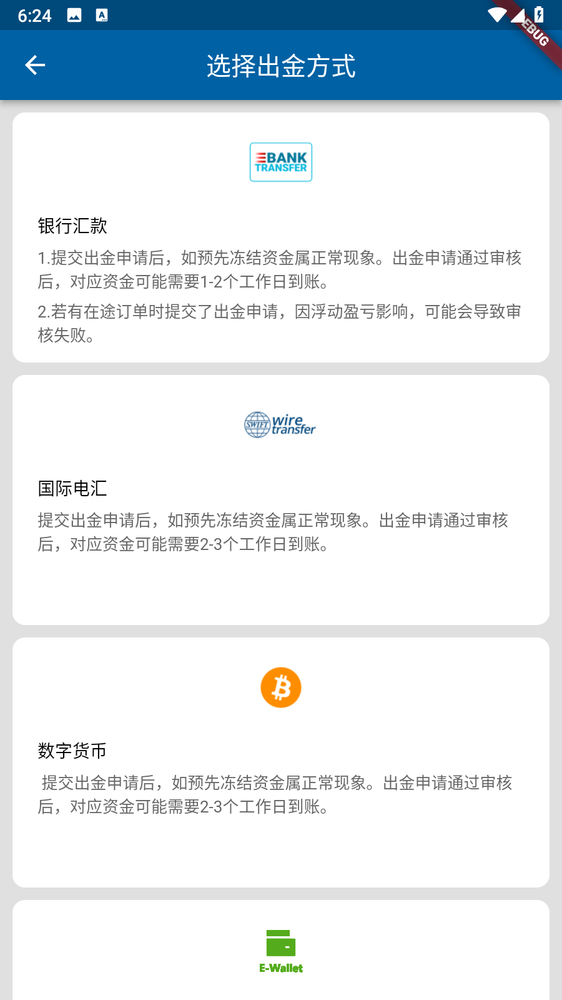 6:24
A
EBUG
选择出金方式
BANK
TRANSFER
银行汇款
1.提交出金申请后，如预先冻结资金属正常现象。出金申请通过审核
后，对应资金可能需要1-2个工作日到账。
2.若有在途订单时提交了出金申请，因浮动盈亏影响，可能会导致审
核失败。
SWIFT wire
transfer
国际电汇
提交出金申请后，如预先冻结资金属正常现象。出金申请通过审核
后，对应资金可能需要2-3个工作日到账。
数字货币
提交出金申请后，如预先冻结资金属正常现象。出金申请通过审核
后，对应资金可能需要2-3个工作日到账。
E-Wallet